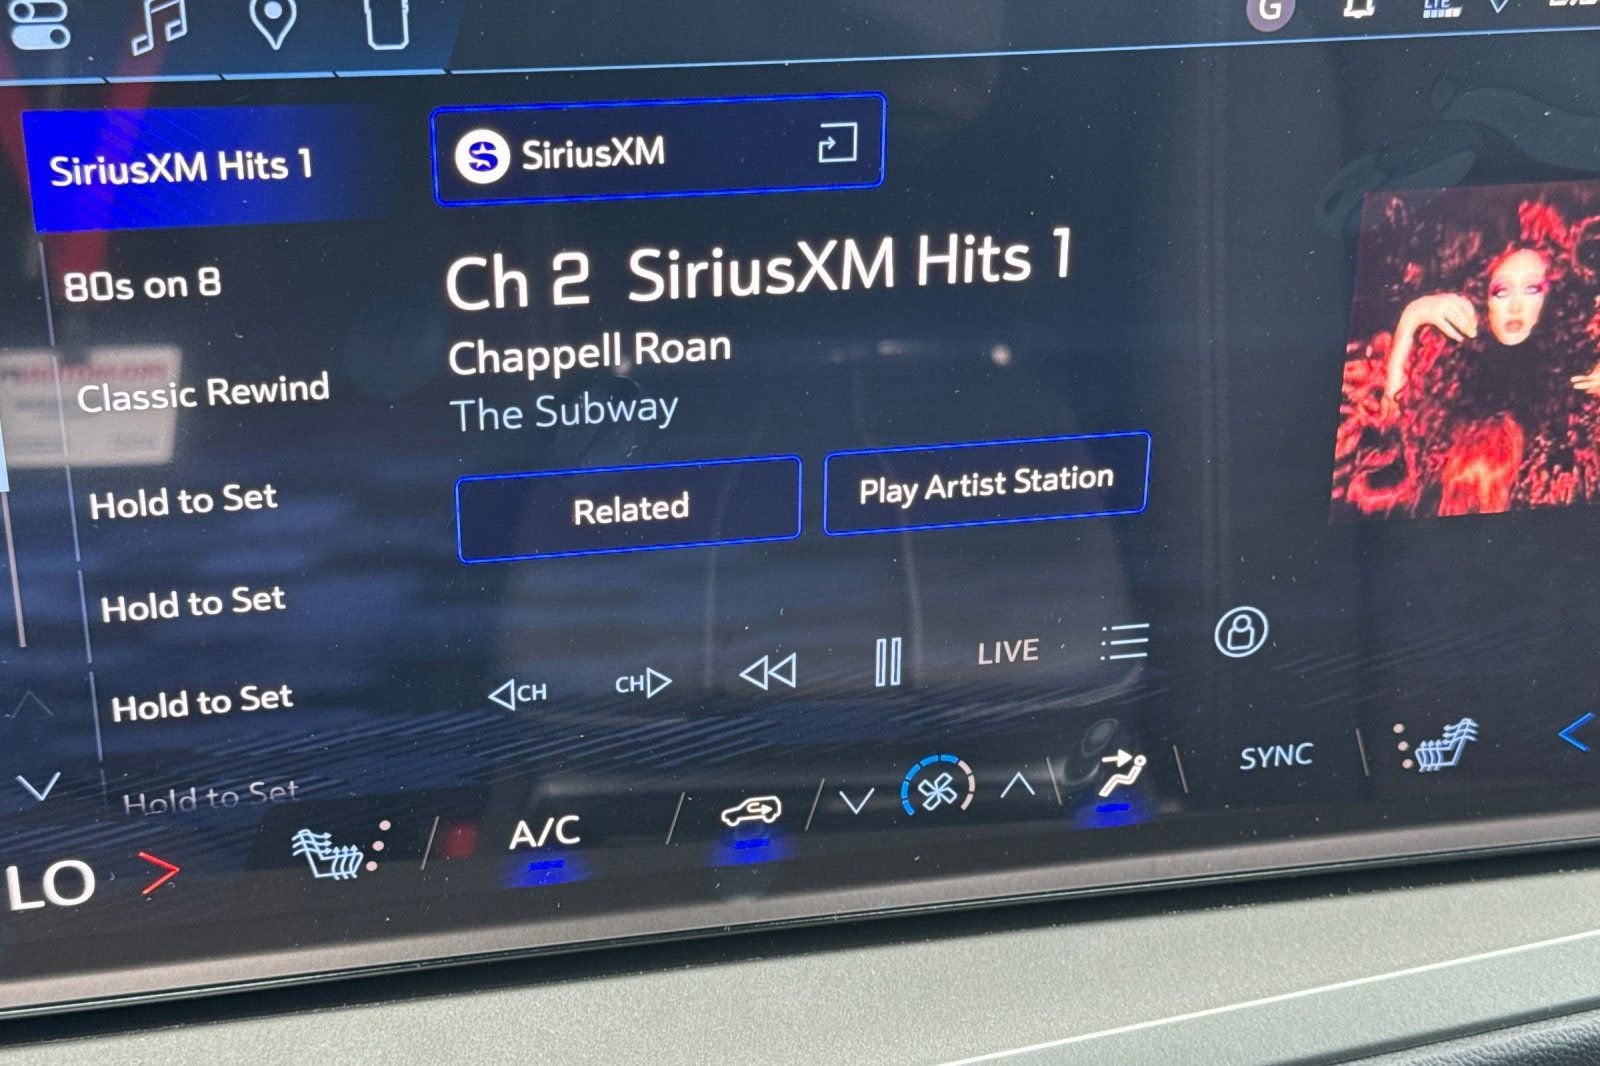 G
LTE
SiriusXM Hits 1
SiriusXM
80s on 8
Ch 2 SiriusXM Hits 1
Chappell Roan
Classic Rewind
The Subway
Hold to Set
Related
Play Artist Station
Hold to Set
Hold to Set
CH
CH
LIVE
Hold to Set
LO
A/C
SYNC